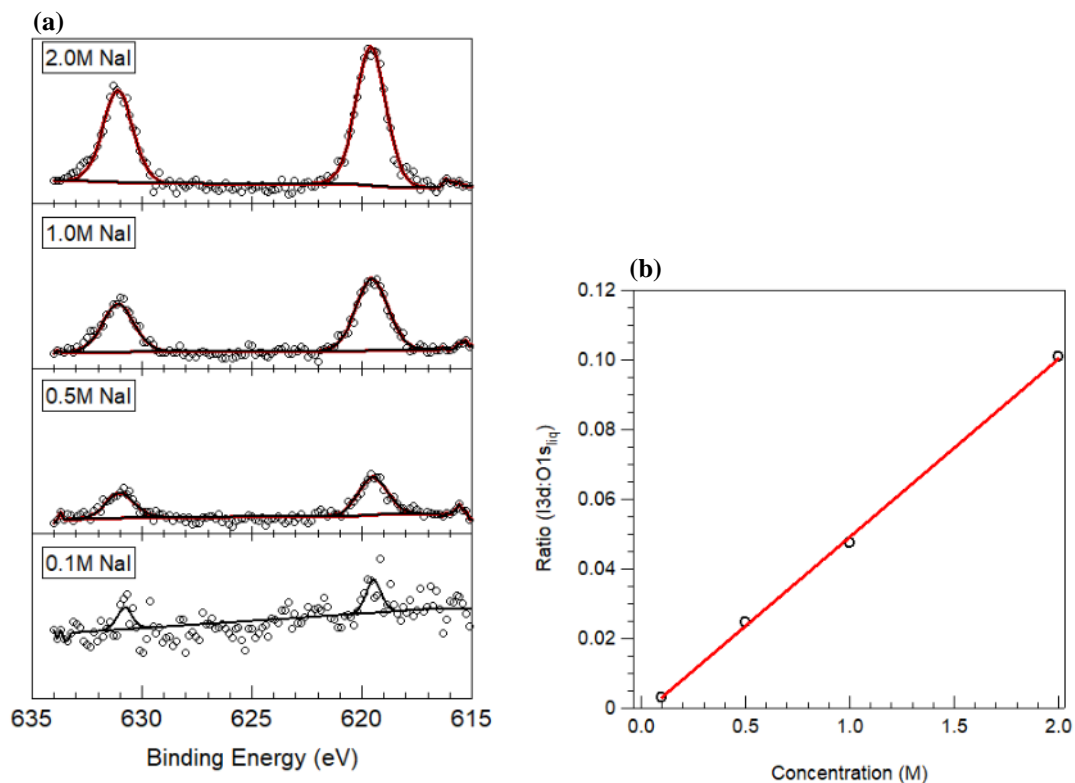 (a)
2.0M NaI
1.0M NaI
0.5M NaI
0.1M NaI
635 630 625 620 615
Binding Energy (eV)
(b)
0.12
0.10
0.08
0.06
0.04
0.02
0
Ratio (I3d:O1s_liq)
0.0 0.5 1.0 1.5 2.0
Concentration (M)